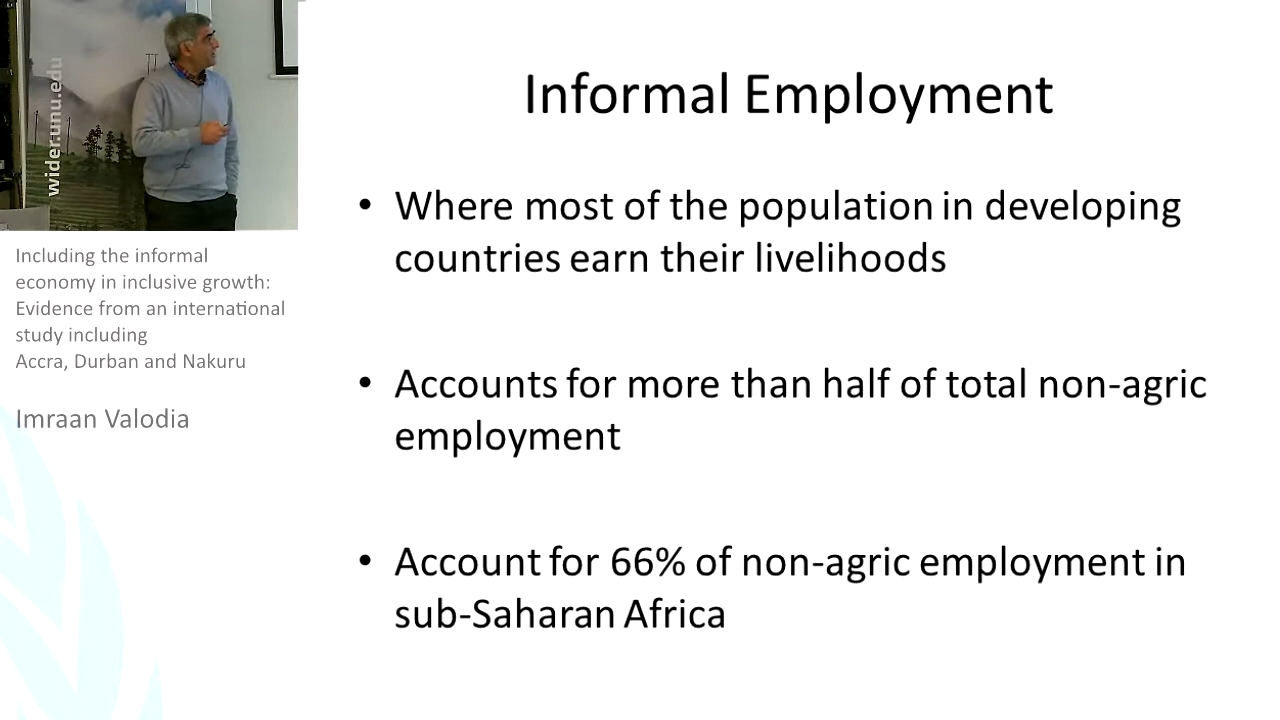 wider.unu.edu
Including the informal
economy in inclusive growth:
Evidence from an international
study including
Accra, Durban and Nakuru
Imraan Valodia
Informal Employment
• Where most of the population in developing
countries earn their livelihoods
• Accounts for more than half of total non-agric
employment
• Account for 66% of non-agric employment in
sub-Saharan Africa